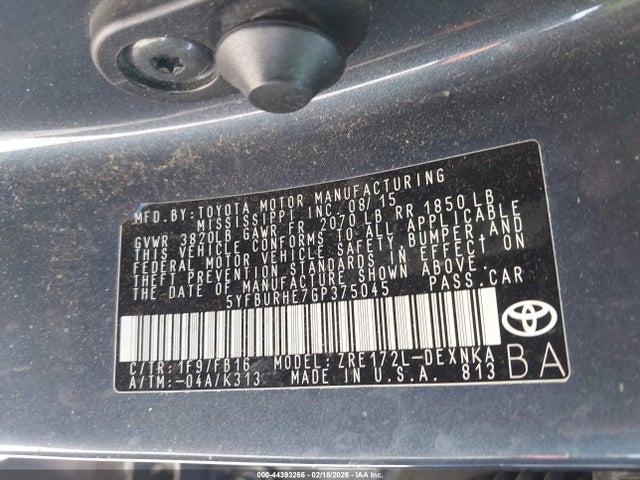 MFD.BY:TOYOTA MOTOR MANUFACTURING
MISSISSIPPI INC.08/15
GVWR 3820LB GAWR FR 2070 LB RR 1850 LB
THIS VEHICLE CONFORMS TO ALL APPLICABLE
FEDERAL MOTOR VEHICLE SAFETY,BUMPER,AND
THEFT PREVENTION STANDARDS IN EFFECT ON
THE DATE OF MANUFACTURE SHOWN ABOVE.
5YFBURHE7GP375045 PASS.CAR
C/TR:1F9/FB16 MODEL:ZRE172L-DEXNKA
A/TM:-04A/K313 MADE IN U.S.A. 813
BA
000-44393266 - 02/18/2026 - IAAI.COM